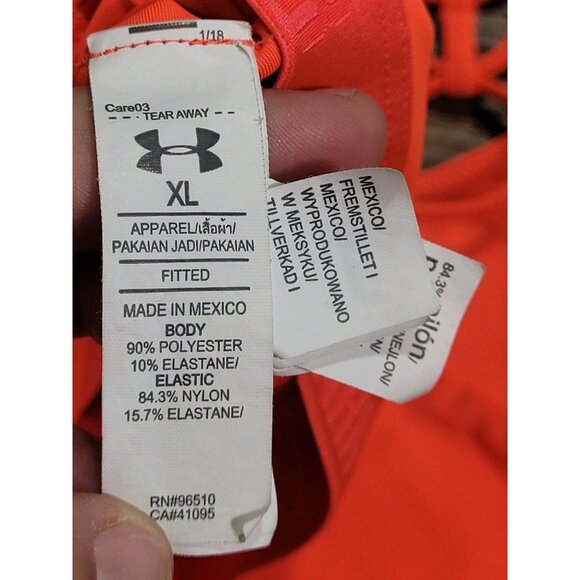 1/18
Care03
TEAR AWAY
XL
APPAREL/เสื้อผ้า/
PAKAIAN JADI/PAKAIAN
FITTED
MADE IN MEXICO
BODY
90% POLYESTER
10% ELASTANE/
ELASTIC
84.3% NYLON
15.7% ELASTANE/
RN#96510
CA#41095
MEXICO/
FREMSTILLET I
MEXICO/
WYPRODUKOWANO
W MEKSYKU/
TILLVERKAD I
84.3%